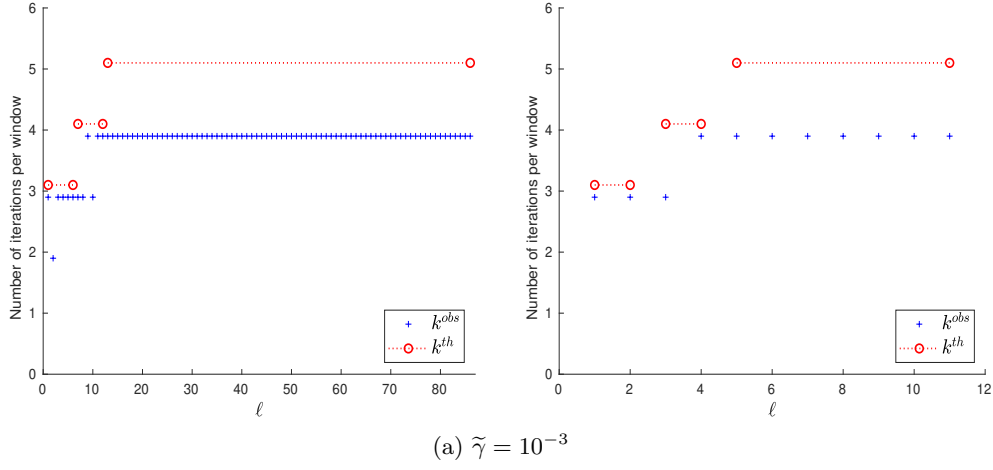 6
5
4
3
2
1
0
Number of iterations per window
0 10 20 30 40 50 60 70 80
ℓ
k^{obs}
k^{th}
6
5
4
3
2
1
0
Number of iterations per window
0 2 4 6 8 10 12
ℓ
k^{obs}
k^{th}
(a) γ̃ = 10^{-3}